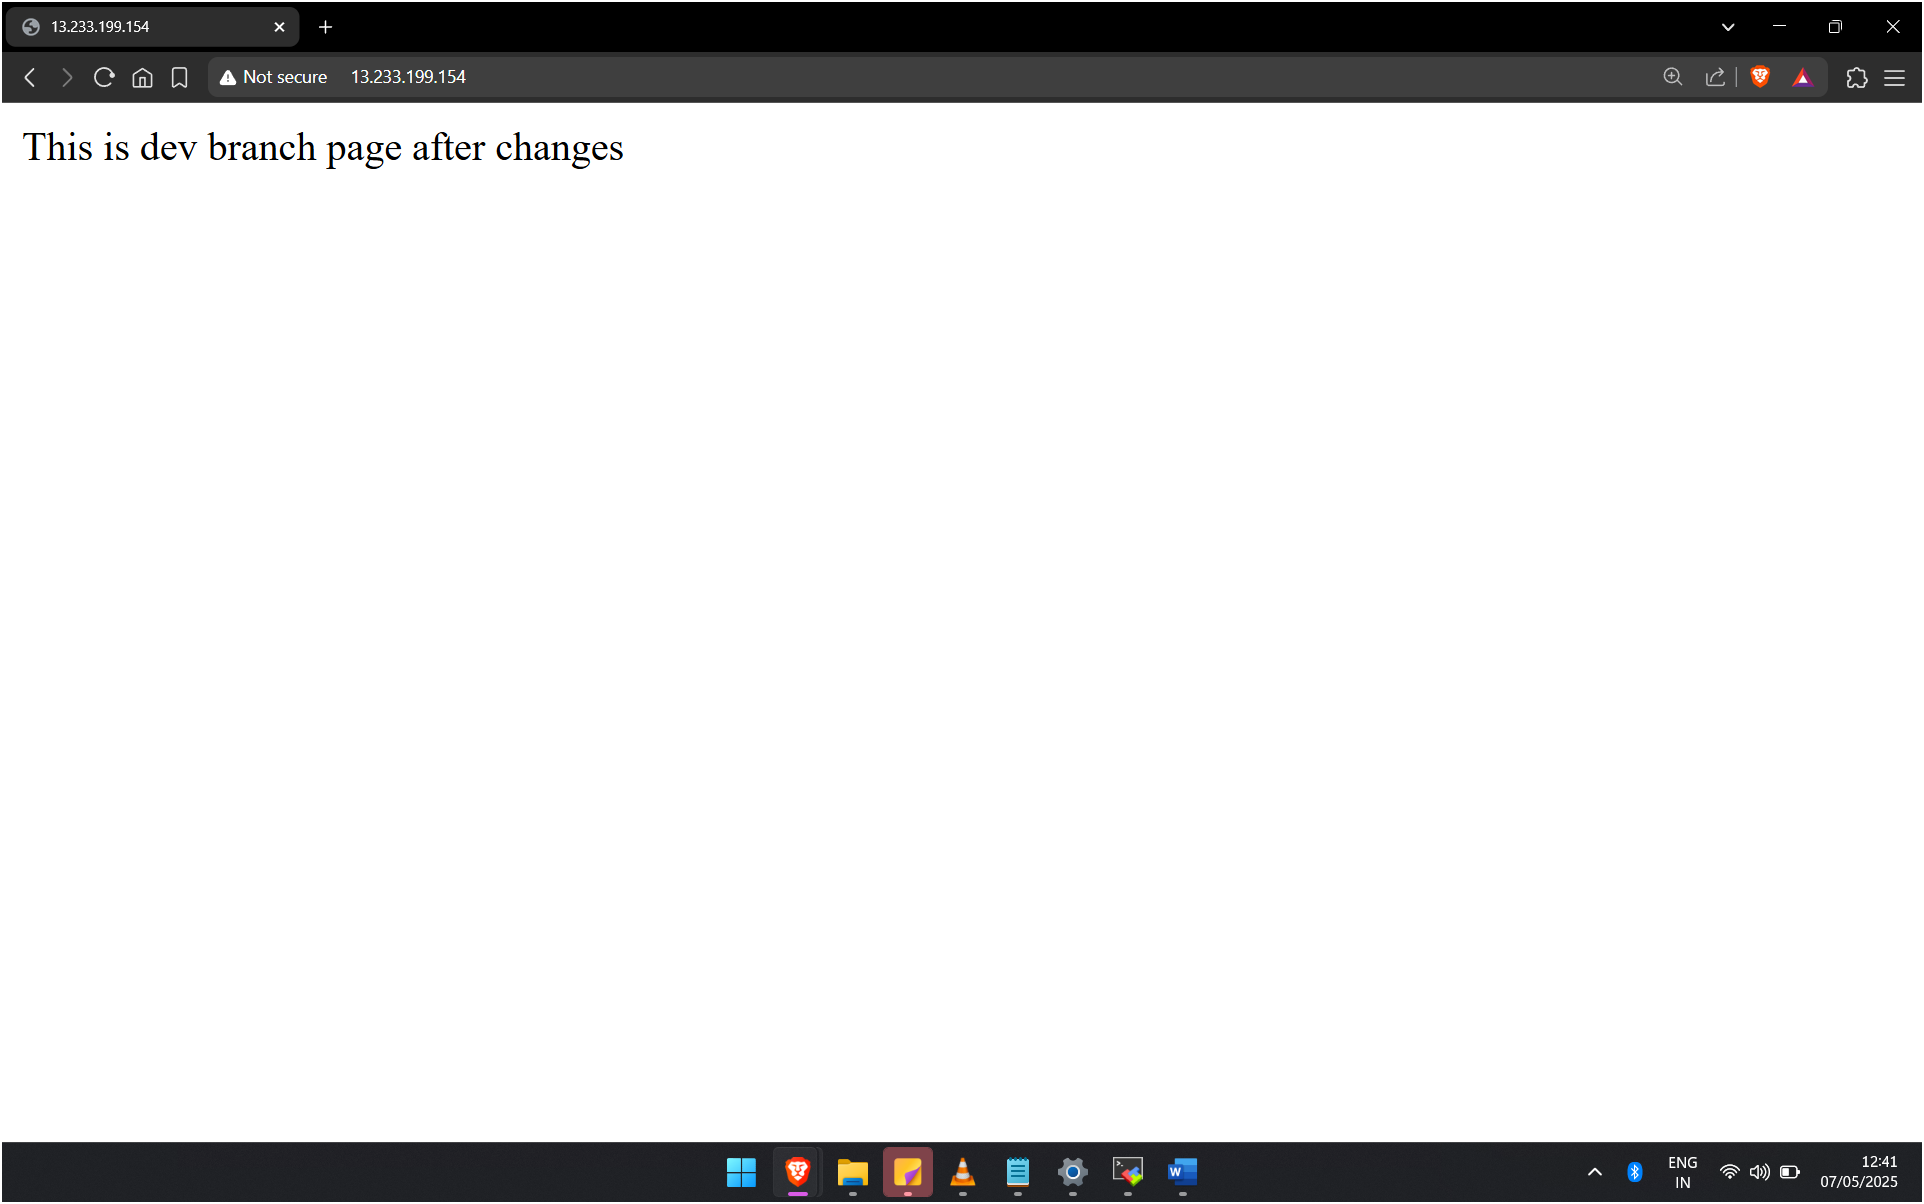 13.233.199.154
Not secure 13.233.199.154
This is dev branch page after changes
ENG
IN
12:41
07/05/2025